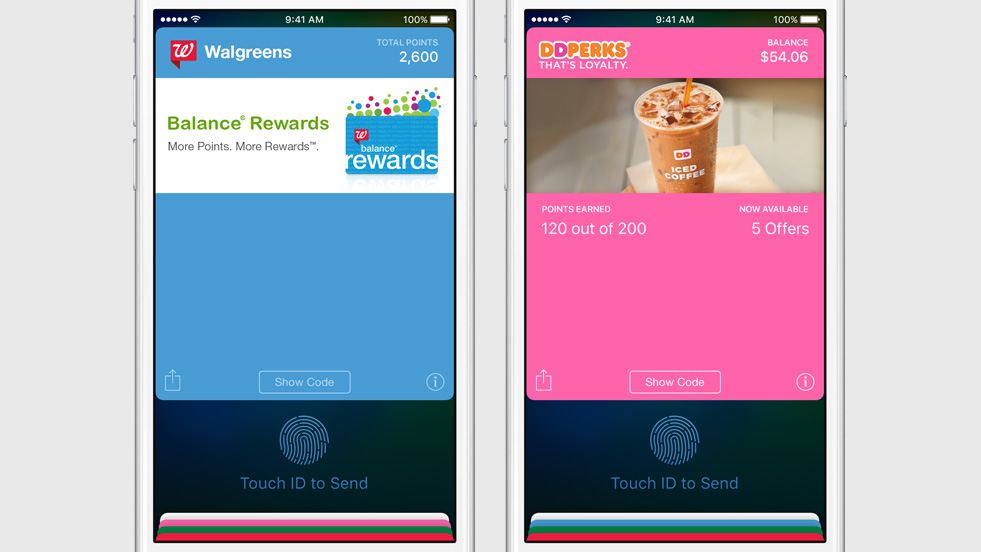 9:41 AM
100%
Walgreens
TOTAL POINTS
2,600
Balance® Rewards
More Points. More Rewards™.
balance®
rewards
Show Code
Touch ID to Send
9:41 AM
100%
DDPERKS®
THAT'S LOYALTY.
BALANCE
$54.06
DD
ICED
COFFEE
POINTS EARNED
120 out of 200
NOW AVAILABLE
5 Offers
Show Code
Touch ID to Send